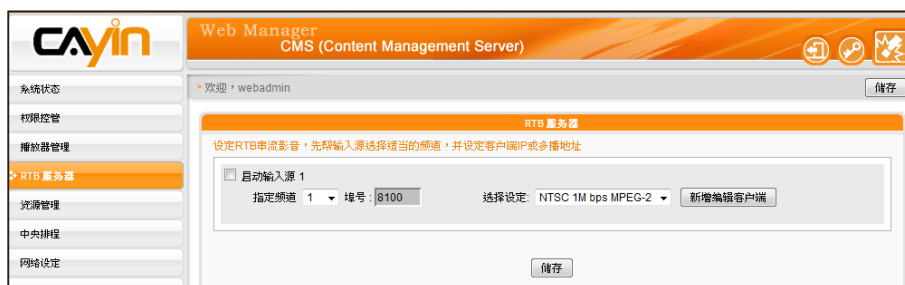 CAYIN
Web Manager
CMS (Content Management Server)
系统状态
权限控管
播放器管理
RTB 服务器
资源管理
中央排程
网络设定
> 欢迎，webadmin
储存
RTB 服务器
设定RTB串流影音，先帮输入源选择适当的频道，并设定客户端IP或多播地址
启动输入源 1
指定频道 1 埠号: 8100 选择设定: NTSC 1M bps MPEG-2 新增编辑客户端
储存